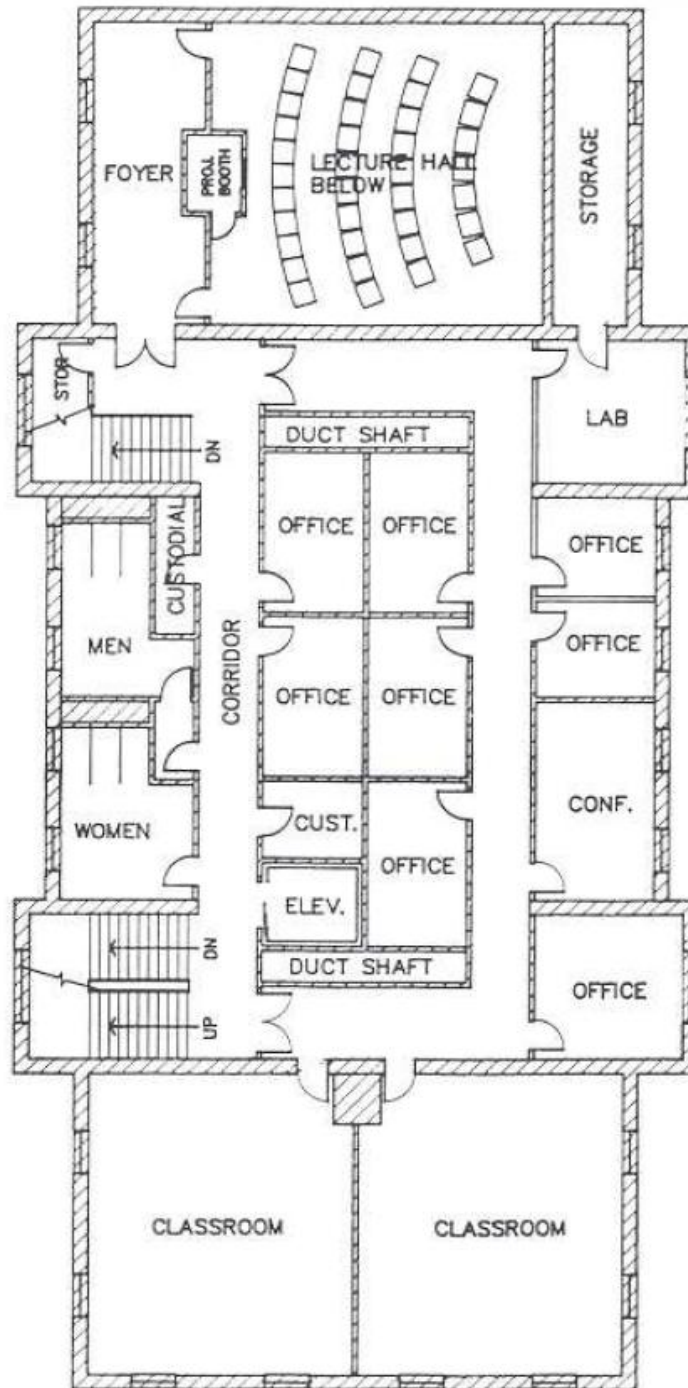 FOYER
PROJ.
BOOTH
LECTURE HALL
BELOW
STORAGE
STOR
LAB
DN
DUCT SHAFT
CUSTODIAL
OFFICE
OFFICE
OFFICE
MEN
CORRIDOR
OFFICE
OFFICE
OFFICE
WOMEN
CUST.
OFFICE
CONF.
ELEV.
DN
DUCT SHAFT
OFFICE
UP
CLASSROOM
CLASSROOM